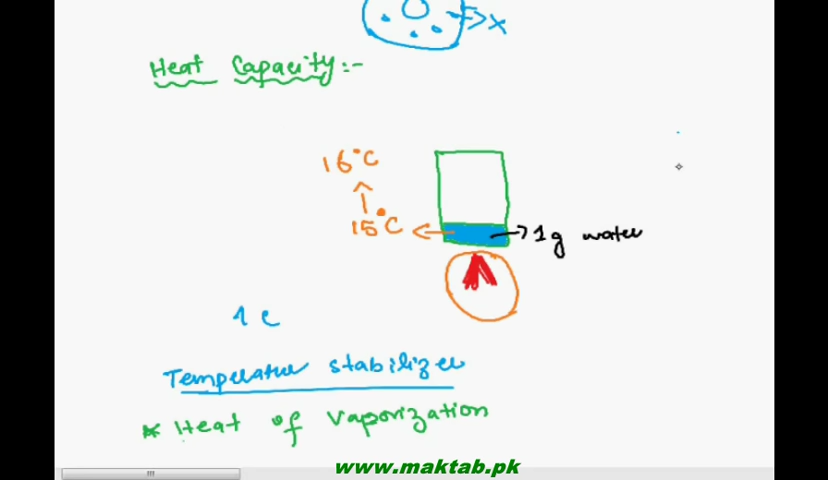 x
Heat Capacity:-
16°C
15°C
1g water
1 c
Temperature stabilizer
* Heat of vaporization
www.maktab.pk